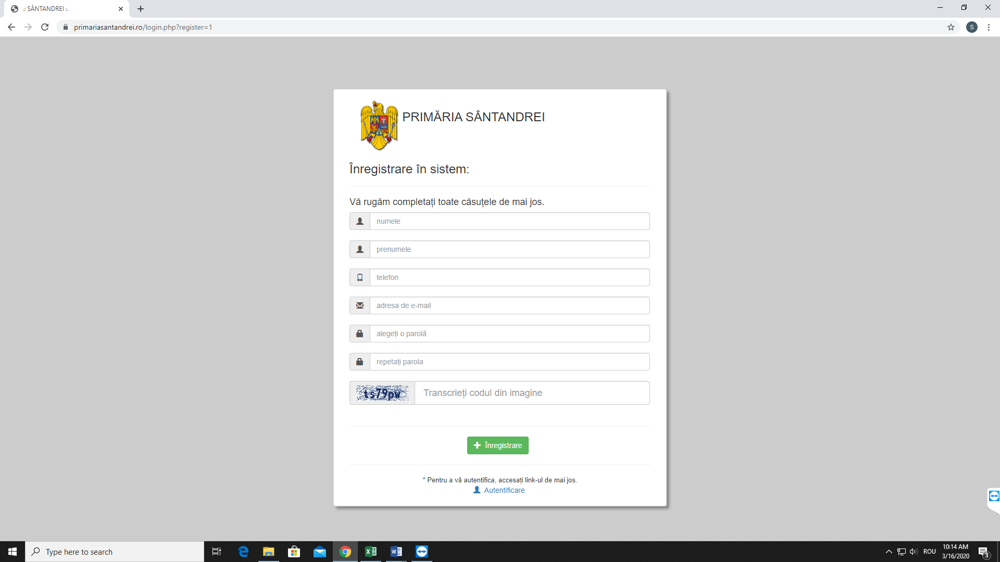 .: SÂNTANDREI :.
primariasantandrei.ro/login.php?register=1
S
PRIMĂRIA SÂNTANDREI
Înregistrare în sistem:
Vă rugăm completați toate căsuțele de mai jos.
numele
prenumele
telefon
adresa de e-mail
alegeți o parolă
repetați parola
ts79pw
Transcrieți codul din imagine
Înregistrare
* Pentru a vă autentifica, accesați link-ul de mai jos.
Autentificare
Type here to search
ROU
10:14 AM
3/16/2020
3